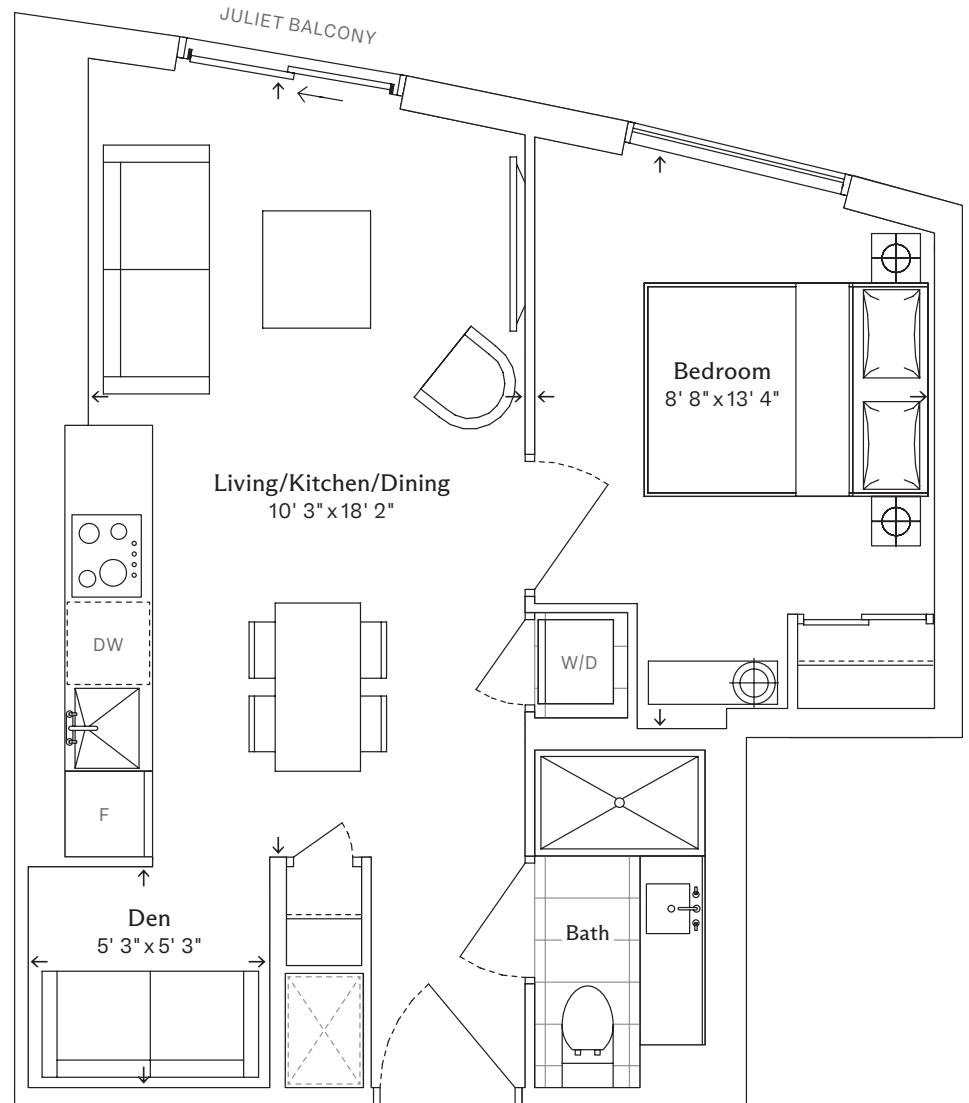 JULIET BALCONY
Bedroom
8' 8" x 13' 4"
Living/Kitchen/Dining
10' 3" x 18' 2"
DW
W/D
F
Den
5' 3" x 5' 3"
Bath